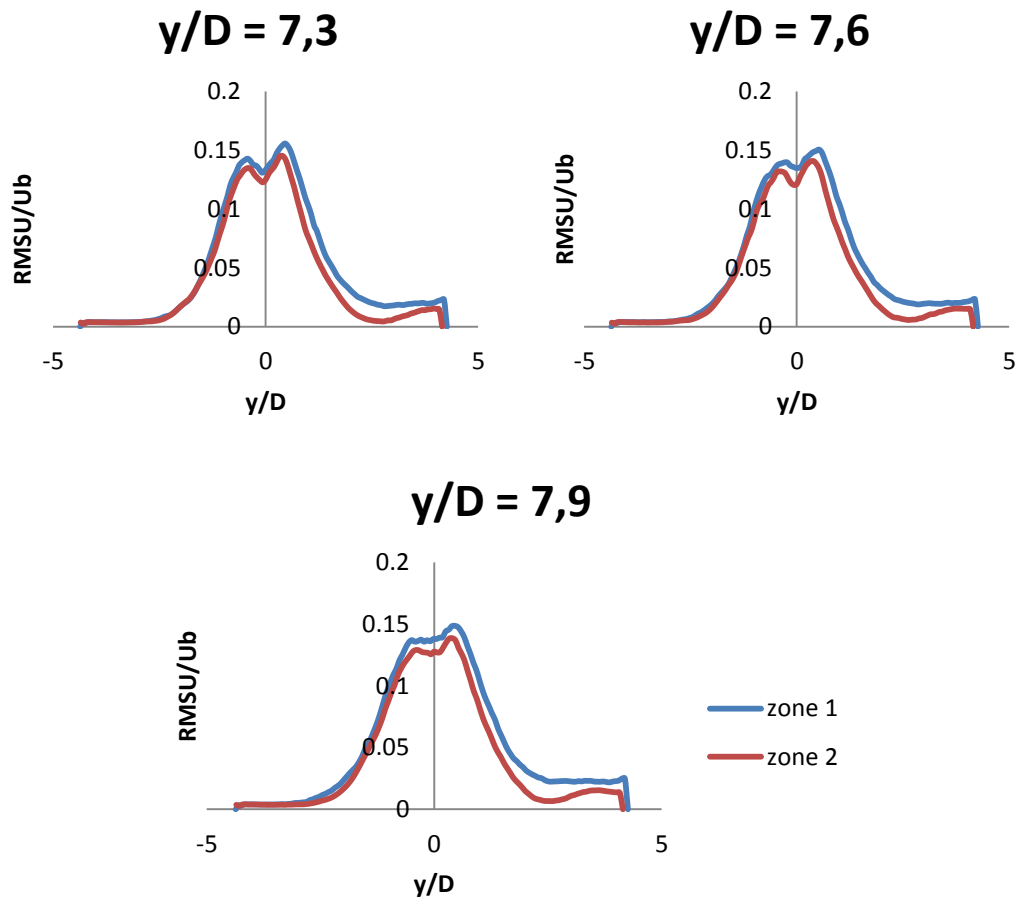 y/D = 7,3
0.2
0.15
0.1
0.05
0
-5 0 5
RMSU/Ub
y/D
y/D = 7,6
0.2
0.15
0.1
0.05
0
-5 0 5
RMSU/Ub
y/D
y/D = 7,9
0.2
0.15
0.1
0.05
0
-5 0 5
RMSU/Ub
y/D
zone 1
zone 2